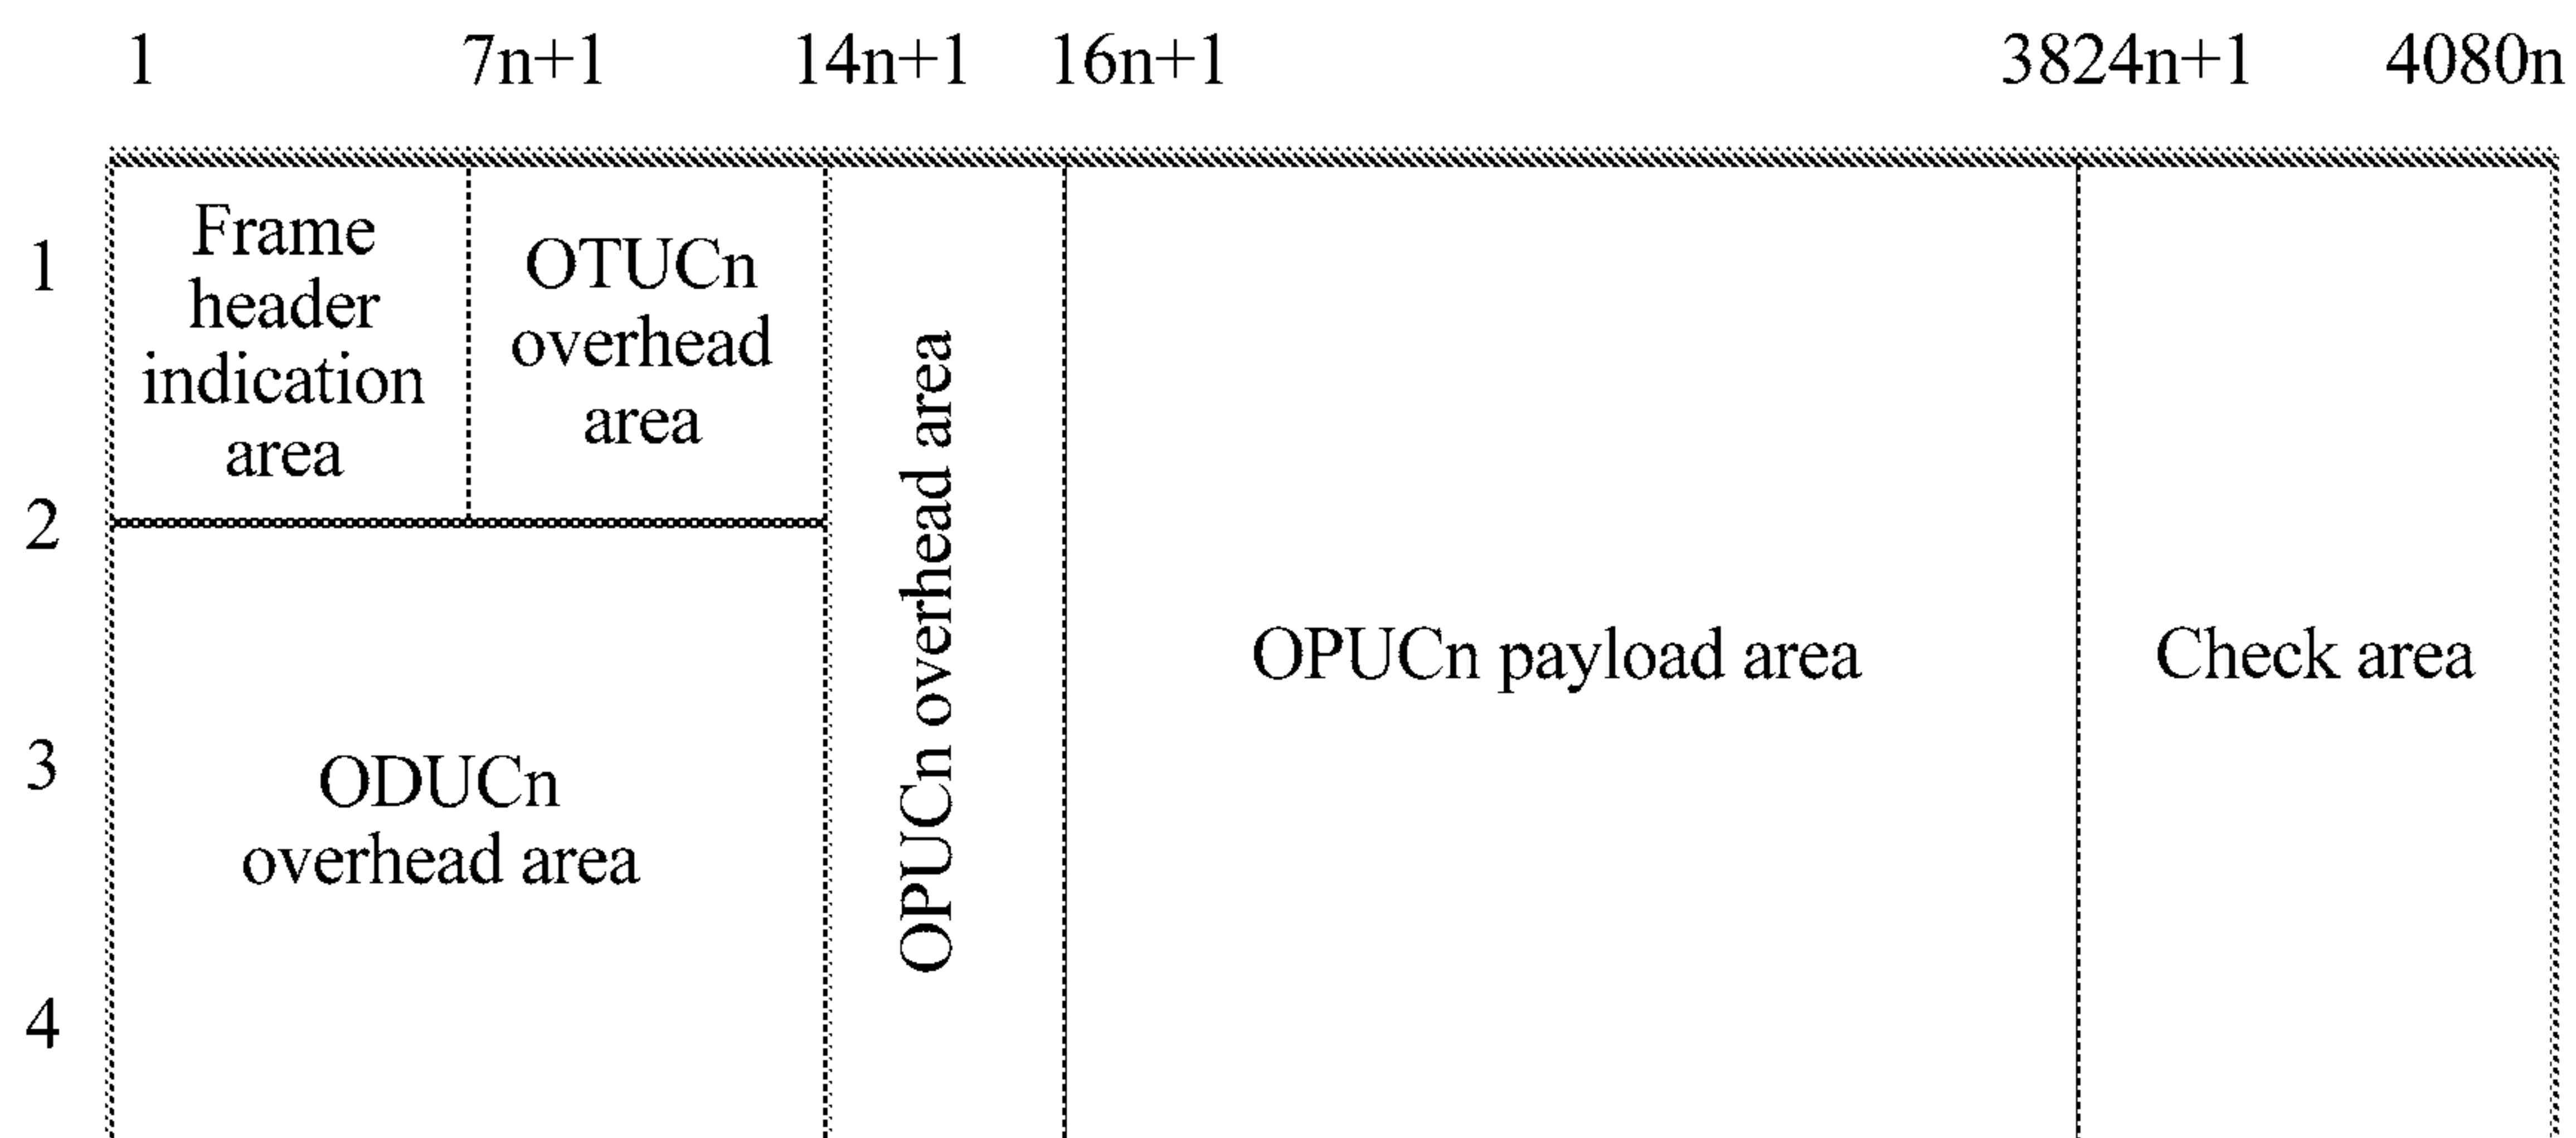 1 7n+1 14n+1 16n+1 3824n+1 4080n
1
2
3
4
Frame
header
indication
area
OTUCn
overhead
area
ODUCn
overhead area
OPUCn overhead area
OPUCn payload area
Check area